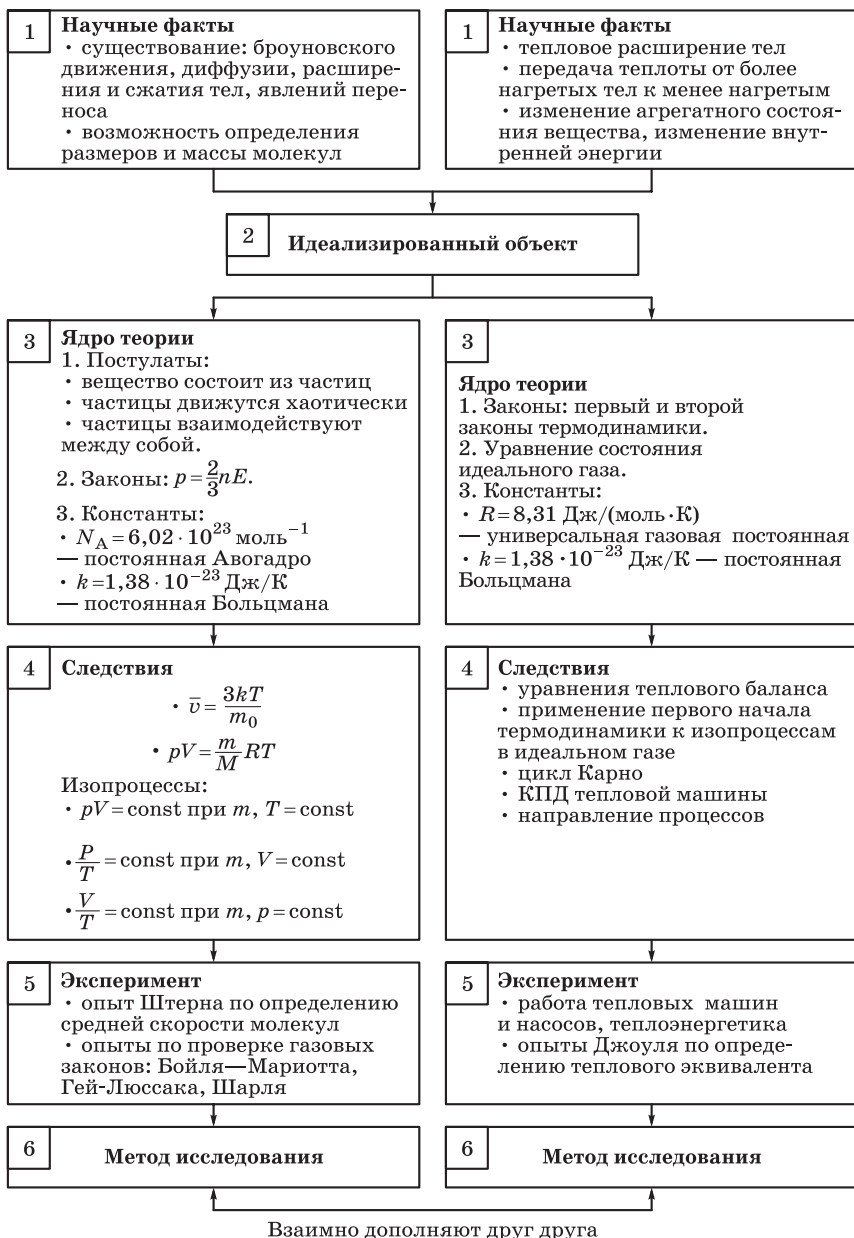 1
Научные факты
· существование: броуновского
движения, диффузии, расшире-
ния и сжатия тел, явлений пере-
носа
· возможность определения
размеров и массы молекул
1
Научные факты
· тепловое расширение тел
· передача теплоты от более
нагретых тел к менее нагретым
· изменение агрегатного состоя-
ния вещества, изменение внут-
ренней энергии
2
Идеализированный объект
3
Ядро теории
1. Постулаты:
· вещество состоит из частиц
· частицы движутся хаотически
· частицы взаимодействуют
между собой.
2. Законы: p = 2/3 nE.
3. Константы:
· N_A = 6,02 · 10²³ моль⁻¹
— постоянная Авогадро
· k = 1,38 · 10⁻²³ Дж/К
— постоянная Больцмана
3
Ядро теории
1. Законы: первый и второй
законы термодинамики.
2. Уравнение состояния
идеального газа.
3. Константы:
· R = 8,31 Дж/(моль·К)
— универсальная газовая постоянная
· k = 1,38 · 10⁻²³ Дж/К — постоянная
Больцмана
4
Следствия
· v̅ = 3kT/m₀
· pV = m/M RT
Изопроцессы:
· pV = const при m, T = const
· P/T = const при m, V = const
· V/T = const при m, p = const
4
Следствия
· уравнения теплового баланса
· применение первого начала
термодинамики к изопроцессам
в идеальном газе
· цикл Карно
· КПД тепловой машины
· направление процессов
5
Эксперимент
· опыт Штерна по определению
средней скорости молекул
· опыты по проверке газовых
законов: Бойля—Мариотта,
Гей-Люссака, Шарля
5
Эксперимент
· работа тепловых машин
и насосов, теплоэнергетика
· опыты Джоуля по опреде-
лению теплового эквивалента
6
Метод исследования
6
Метод исследования
Взаимно дополняют друг друга